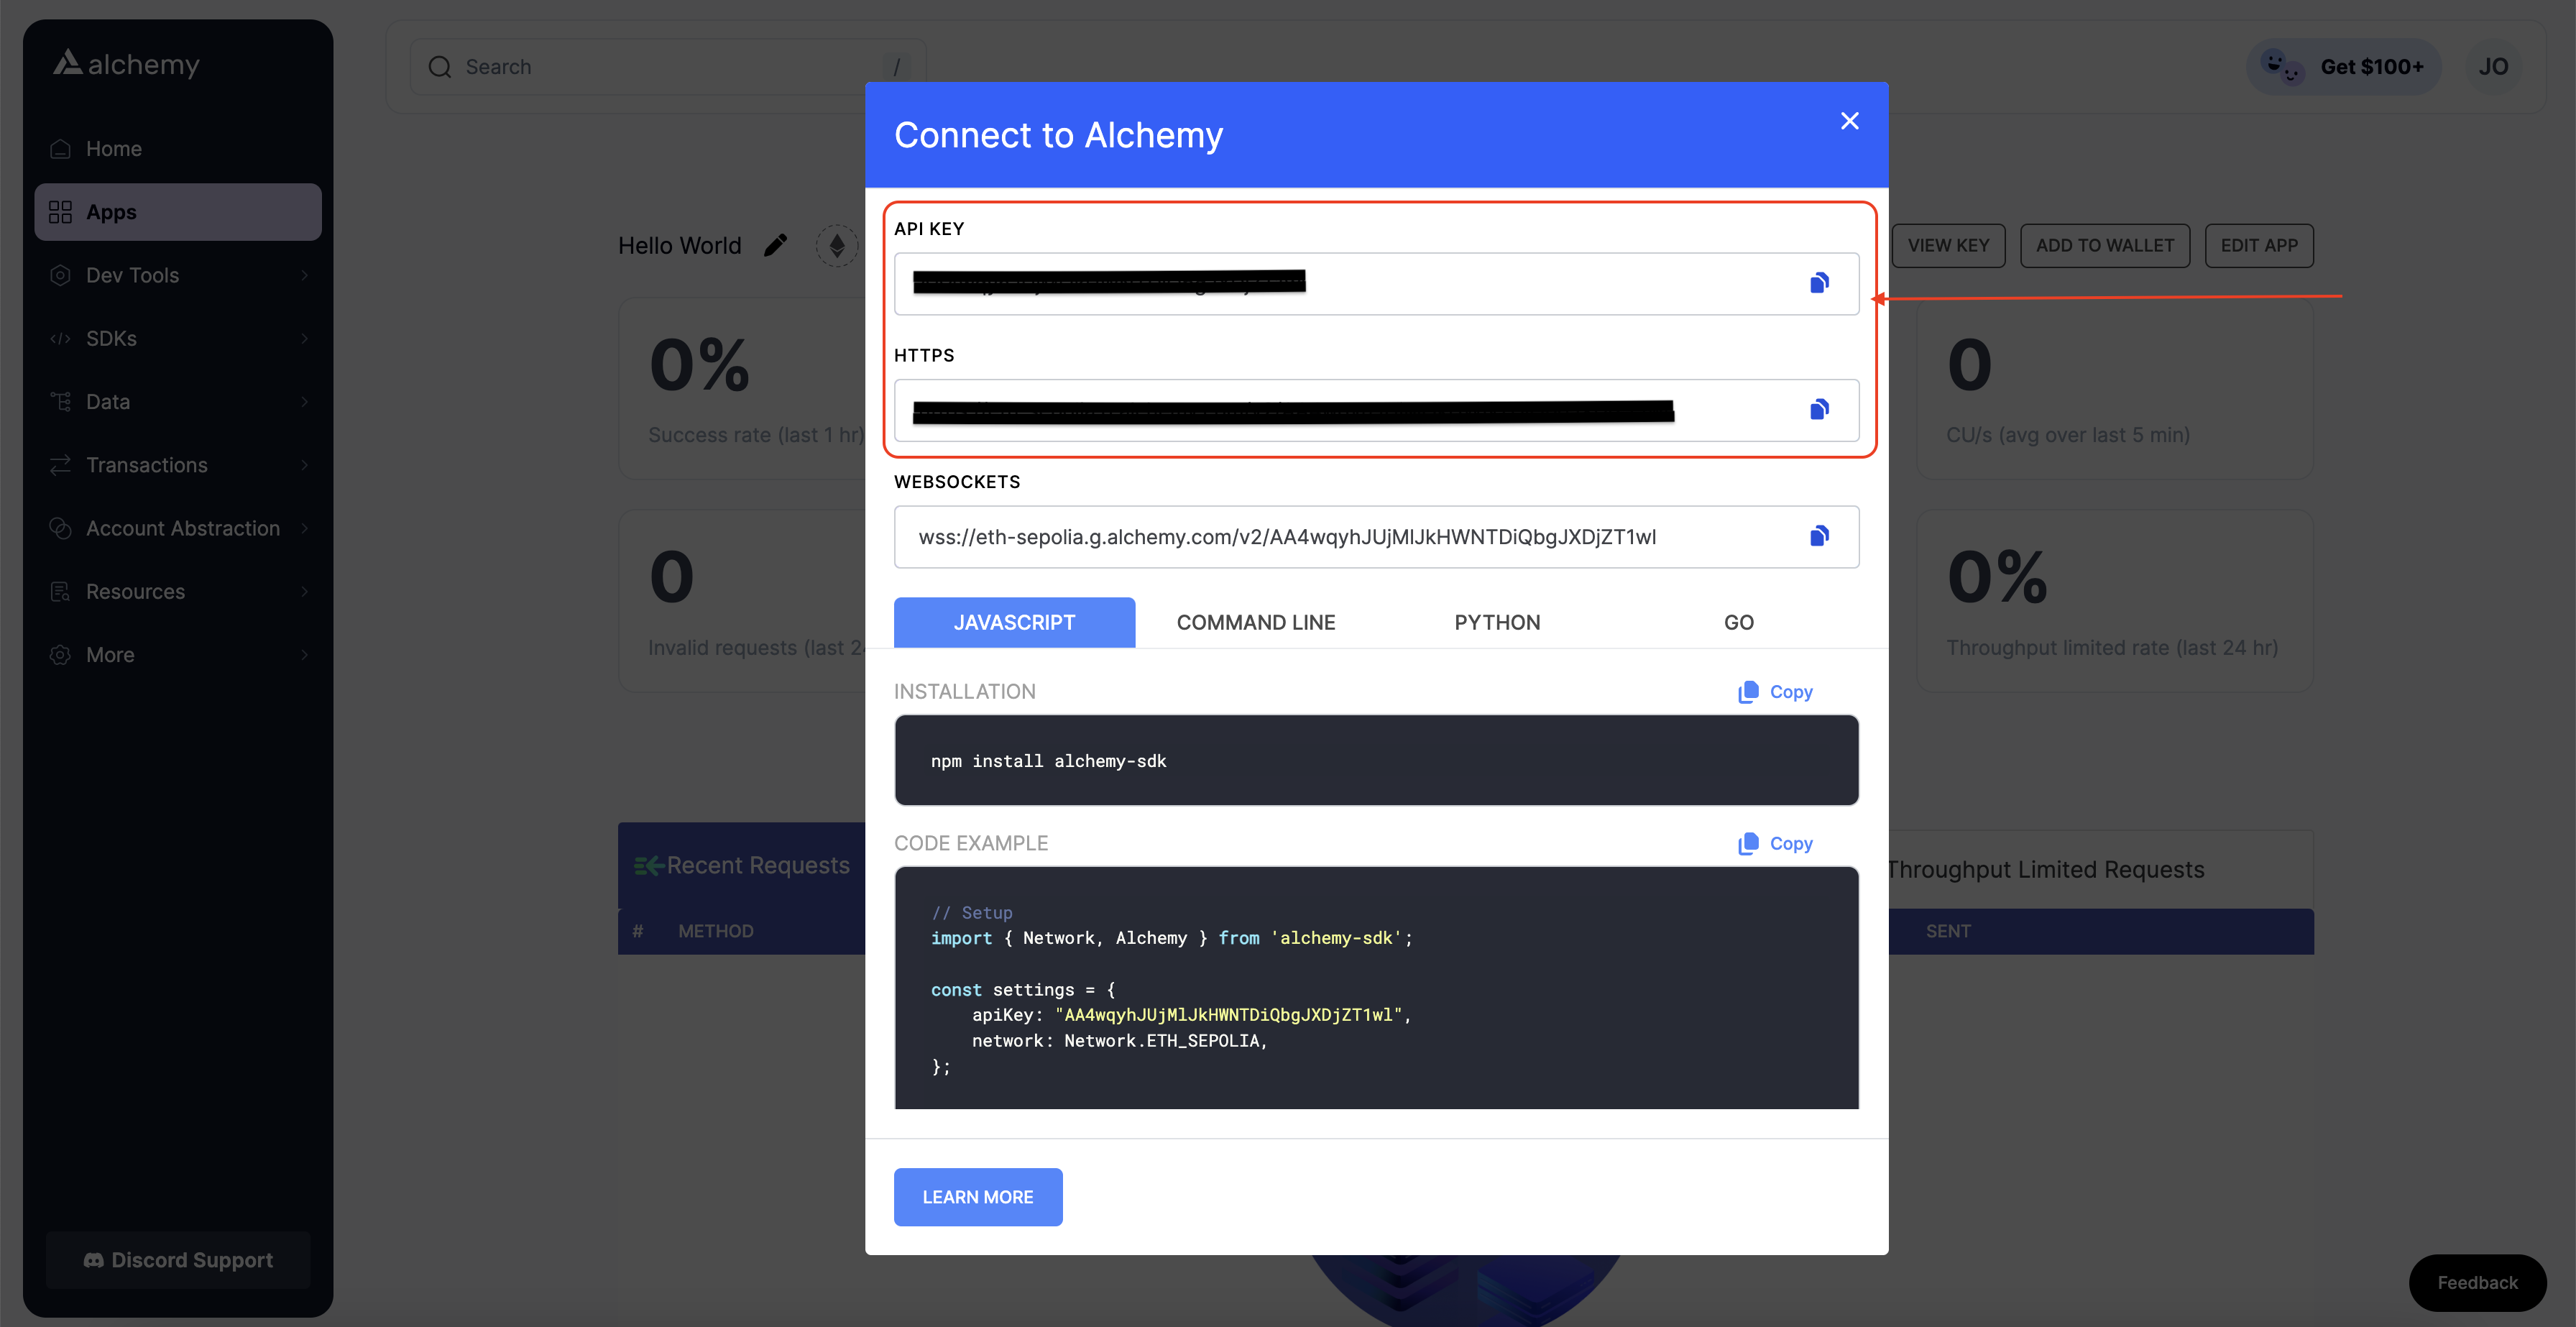 alchemy
Search
/
Get $100+
JO
Home
Apps
Dev Tools
SDKs
Data
Transactions
Account Abstraction
Resources
More
Discord Support
Hello World
VIEW KEY
ADD TO WALLET
EDIT APP
0%
Success rate (last 1 hr)
0
CU/s (avg over last 5 min)
0
Invalid requests (last 2
0%
Throughput limited rate (last 24 hr)
Recent Requests
# METHOD
Throughput Limited Requests
SENT
Connect to Alchemy
API KEY
HTTPS
WEBSOCKETS
wss://eth-sepolia.g.alchemy.com/v2/AA4wqyhJUjMlJkHWNTDiQbgJXDjZT1wl
JAVASCRIPT
COMMAND LINE
PYTHON
GO
INSTALLATION
Copy
npm install alchemy-sdk
CODE EXAMPLE
Copy
// Setup
import { Network, Alchemy } from 'alchemy-sdk';
const settings = {
apiKey: "AA4wqyhJUjMlJkHWNTDiQbgJXDjZT1wl",
network: Network.ETH_SEPOLIA,
};
LEARN MORE
Feedback